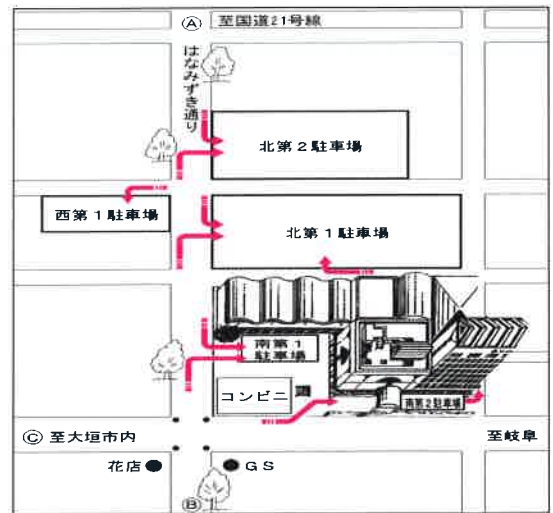 Ⓐ 至国道21号線
はなみずき通り
北第2駐車場
西第1駐車場
北第1駐車場
南第1
駐車場
コンビニ
南第2駐車場
Ⓒ 至大垣市内
至岐阜
花店
GS
Ⓑ